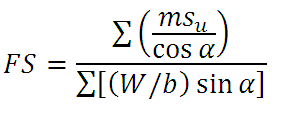 FS = ∑(ms_u / cos α) / ∑[(W/b) sin α]